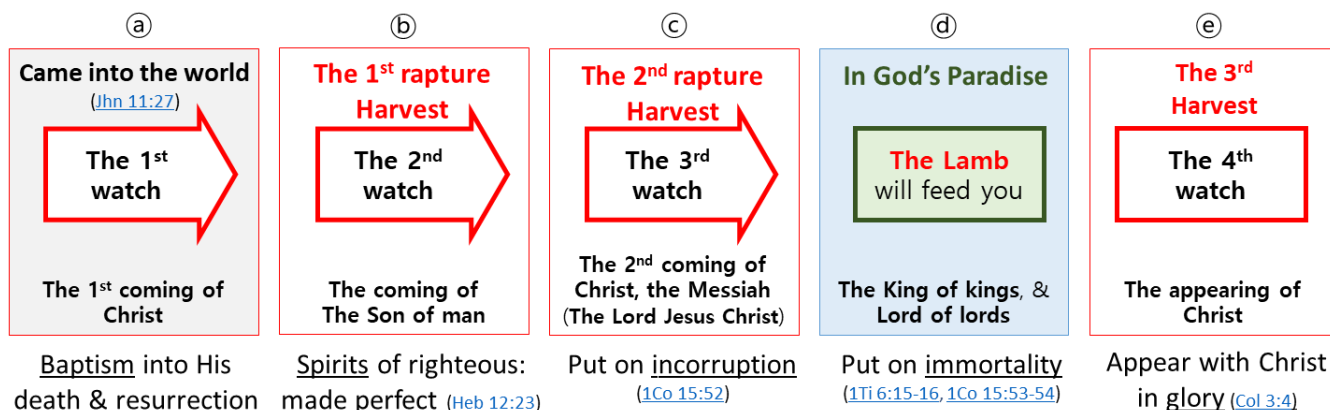 ⓐ
Came into the world
(Jhn 11:27)
The 1st
watch
The 1st coming of
Christ
Baptism into His
death & resurrection
ⓑ
The 1st rapture
Harvest
The 2nd
watch
The coming of
The Son of man
Spirits of righteous:
made perfect (Heb 12:23)
ⓒ
The 2nd rapture
Harvest
The 3rd
watch
The 2nd coming of
Christ, the Messiah
(The Lord Jesus Christ)
Put on incorruption
(1Co 15:52)
ⓓ
In God's Paradise
The Lamb
will feed you
The King of kings, &
Lord of lords
Put on immortality
(1Ti 6:15-16, 1Co 15:53-54)
ⓔ
The 3rd
Harvest
The 4th
watch
The appearing of
Christ
Appear with Christ
in glory (Col 3:4)